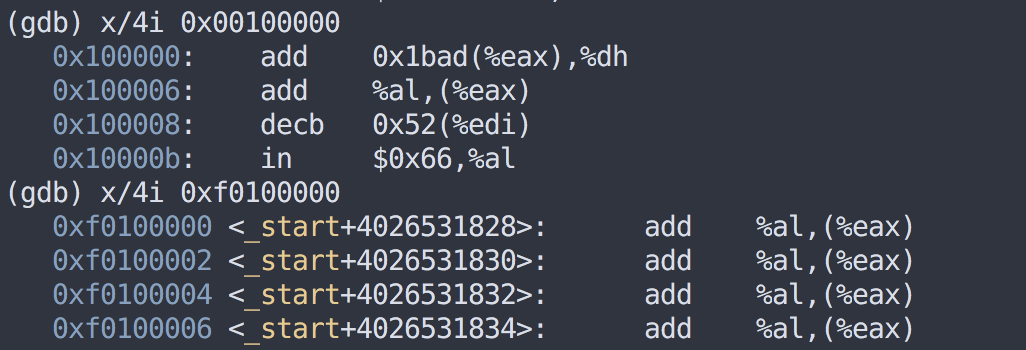 (gdb) x/4i 0x00100000
0x100000: add 0x1bad(%eax),%dh
0x100006: add %al,(%eax)
0x100008: decb 0x52(%edi)
0x10000b: in $0x66,%al
(gdb) x/4i 0xf0100000
0xf0100000 <_start+4026531828>: add %al,(%eax)
0xf0100002 <_start+4026531830>: add %al,(%eax)
0xf0100004 <_start+4026531832>: add %al,(%eax)
0xf0100006 <_start+4026531834>: add %al,(%eax)